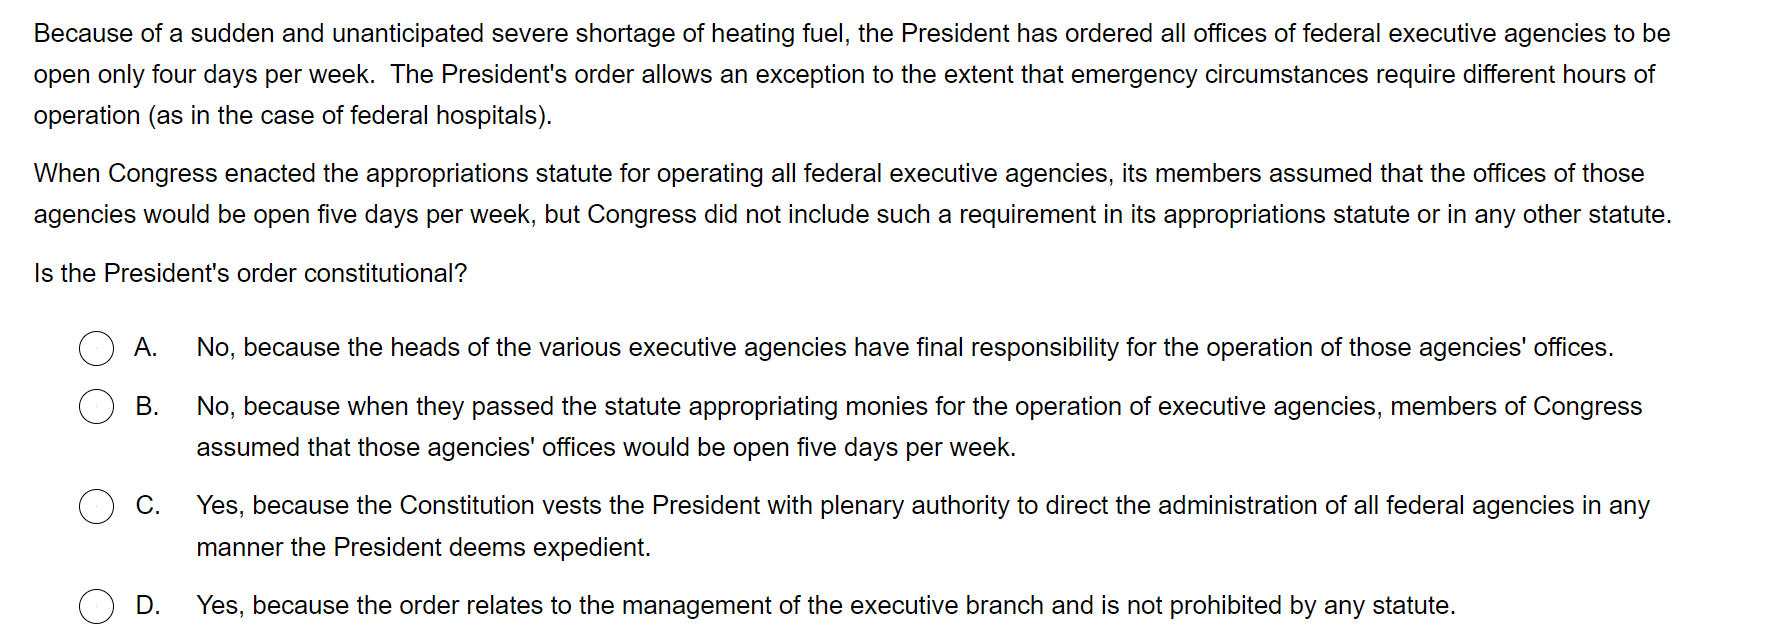 Because of a sudden and unanticipated severe shortage of heating fuel, the President has ordered all offices of federal executive agencies to be
open only four days per week.  The President's order allows an exception to the extent that emergency circumstances require different hours of
operation (as in the case of federal hospitals).
When Congress enacted the appropriations statute for operating all federal executive agencies, its members assumed that the offices of those
agencies would be open five days per week, but Congress did not include such a requirement in its appropriations statute or in any other statute.
Is the President's order constitutional?
A. No, because the heads of the various executive agencies have final responsibility for the operation of those agencies' offices.
B. No, because when they passed the statute appropriating monies for the operation of executive agencies, members of Congress
assumed that those agencies' offices would be open five days per week.
C. Yes, because the Constitution vests the President with plenary authority to direct the administration of all federal agencies in any
manner the President deems expedient.
D. Yes, because the order relates to the management of the executive branch and is not prohibited by any statute.